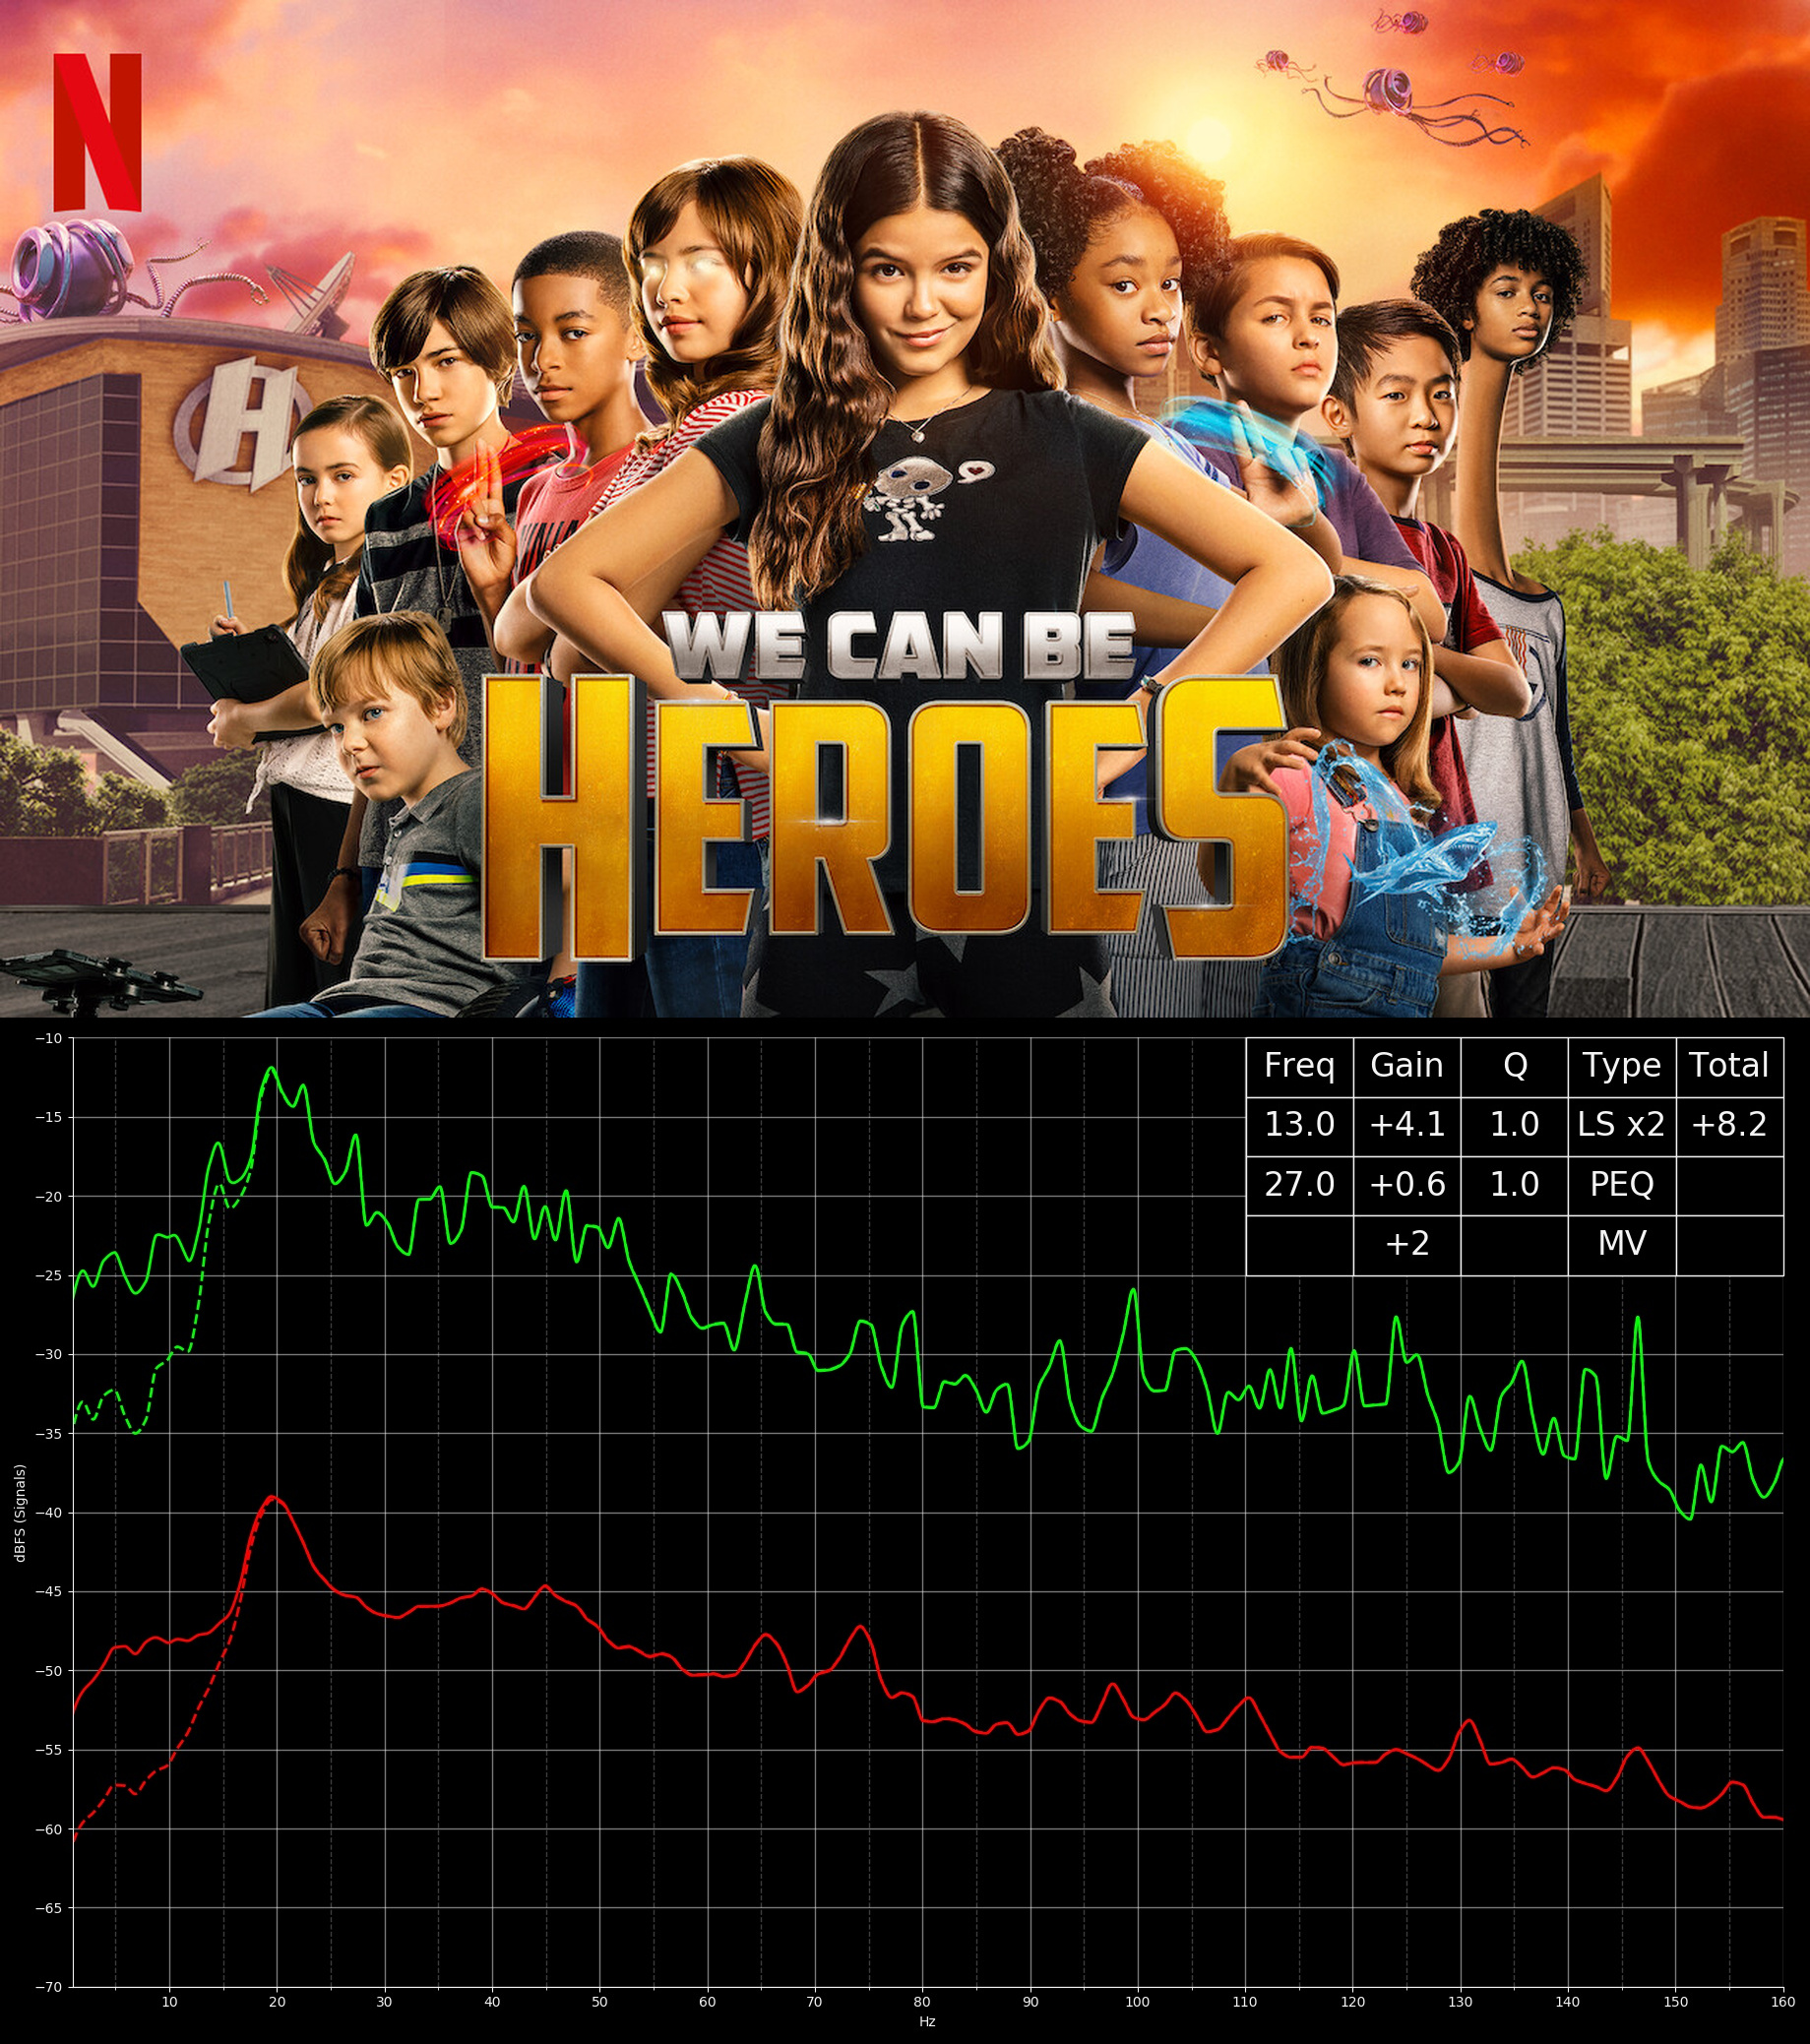 N
H
WE CAN BE
HEROES
Freq Gain Q Type Total
13.0 +4.1 1.0 LS x2 +8.2
27.0 +0.6 1.0 PEQ
+2 MV
−10
−15
−20
−25
−30
−35
−40
−45
−50
−55
−60
−65
−70
dBFS (Signals)
10 20 30 40 50 60 70 80 90 100 110 120 130 140 150 160
Hz